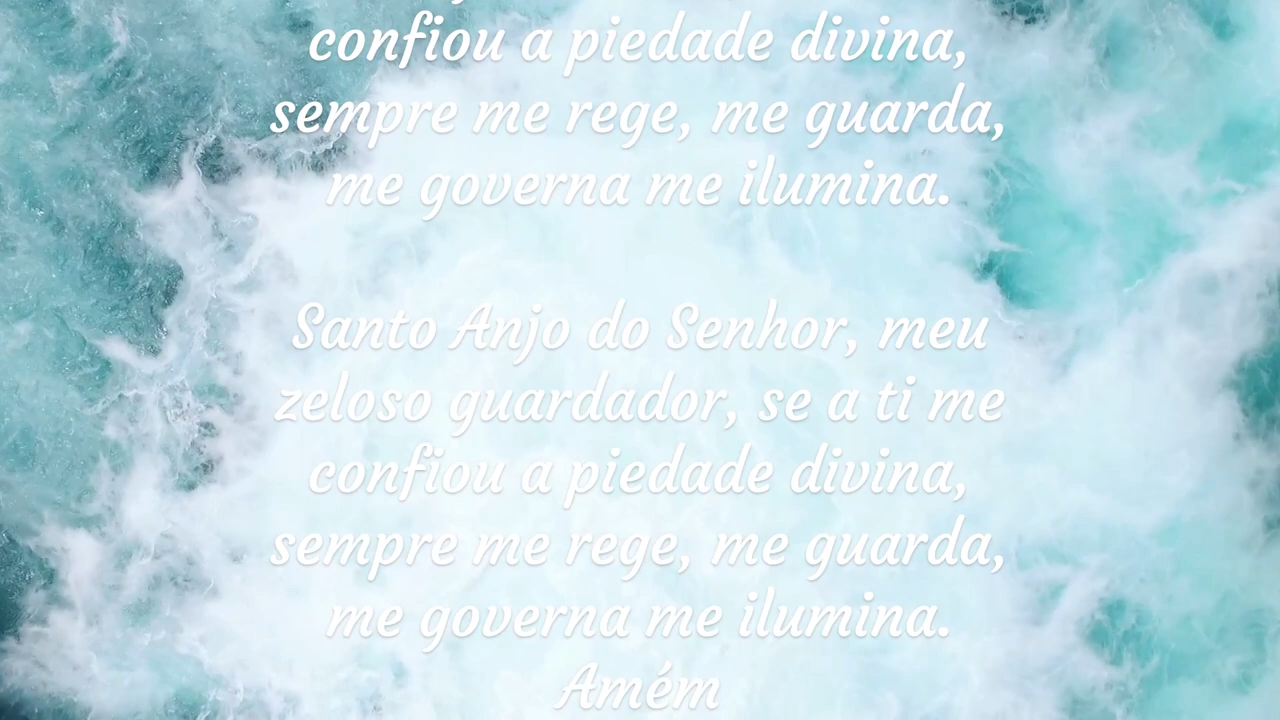 confiou a piedade divina,
sempre me rege, me guarda,
me governa me ilumina.
Santo Anjo do Senhor, meu
zeloso guardador, se a ti me
confiou a piedade divina,
sempre me rege, me guarda,
me governa me ilumina.
Amém